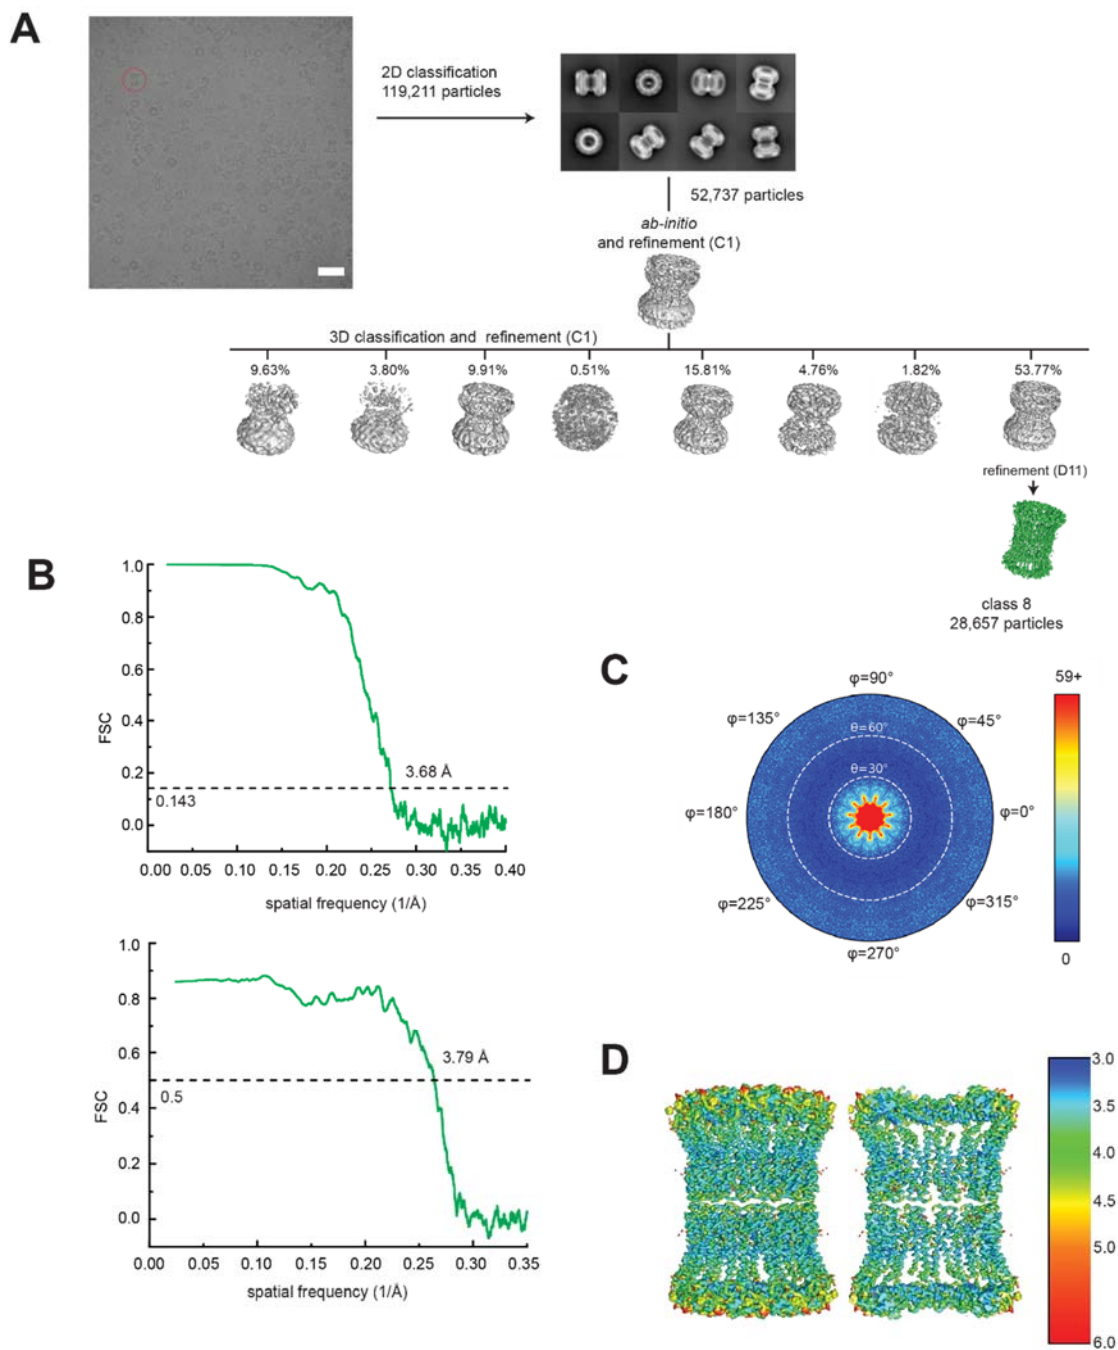 A
2D classification
119,211 particles
52,737 particles
ab-initio
and refinement (C1)
3D classification and refinement (C1)
9.63%
3.80%
9.91%
0.51%
15.81%
4.76%
1.82%
53.77%
refinement (D11)
class 8
28,657 particles
B
FSC
1.0
0.8
0.6
0.4
0.2
0.0
3.68 Å
0.143
0.00 0.05 0.10 0.15 0.20 0.25 0.30 0.35 0.40
spatial frequency (1/Å)
FSC
1.0
0.8
0.6
0.4
0.2
0.0
3.79 Å
0.5
0.00 0.05 0.10 0.15 0.20 0.25 0.30 0.35
spatial frequency (1/Å)
C
φ=90°
φ=135°
φ=45°
θ=60°
θ=30°
φ=180°
φ=0°
φ=225°
φ=315°
φ=270°
59+
0
D
3.0
3.5
4.0
4.5
5.0
6.0